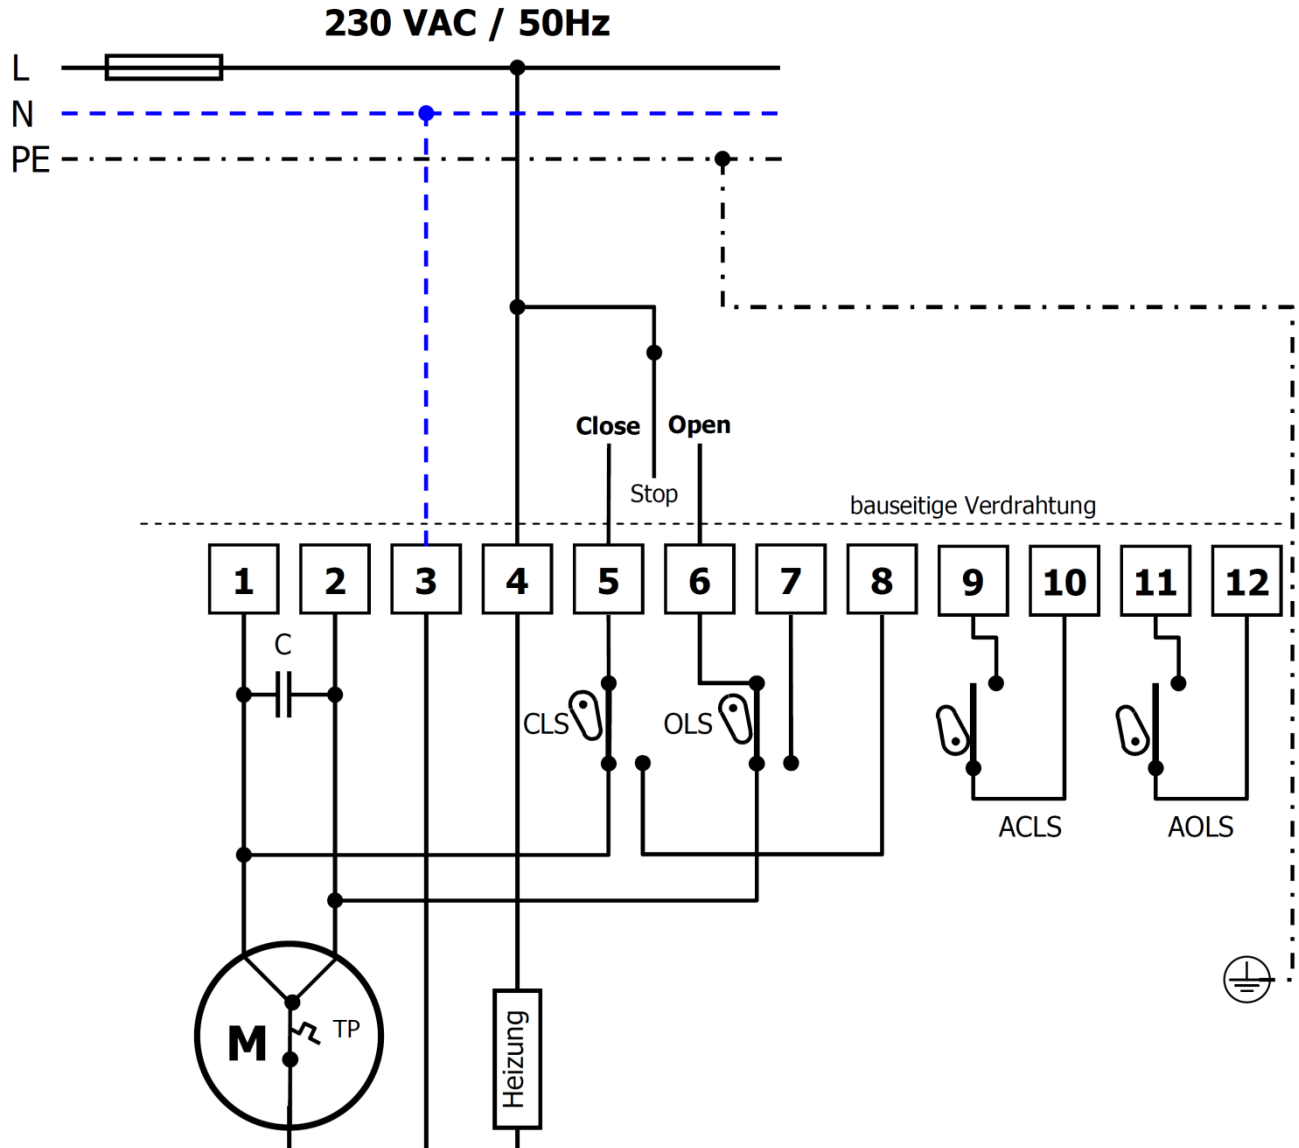 230 VAC / 50Hz
L
N
PE
Close Open
Stop
bauseitige Verdrahtung
1 2 3 4 5 6 7 8 9 10 11 12
C
CLS OLS
ACLS AOLS
M TP
Heizung